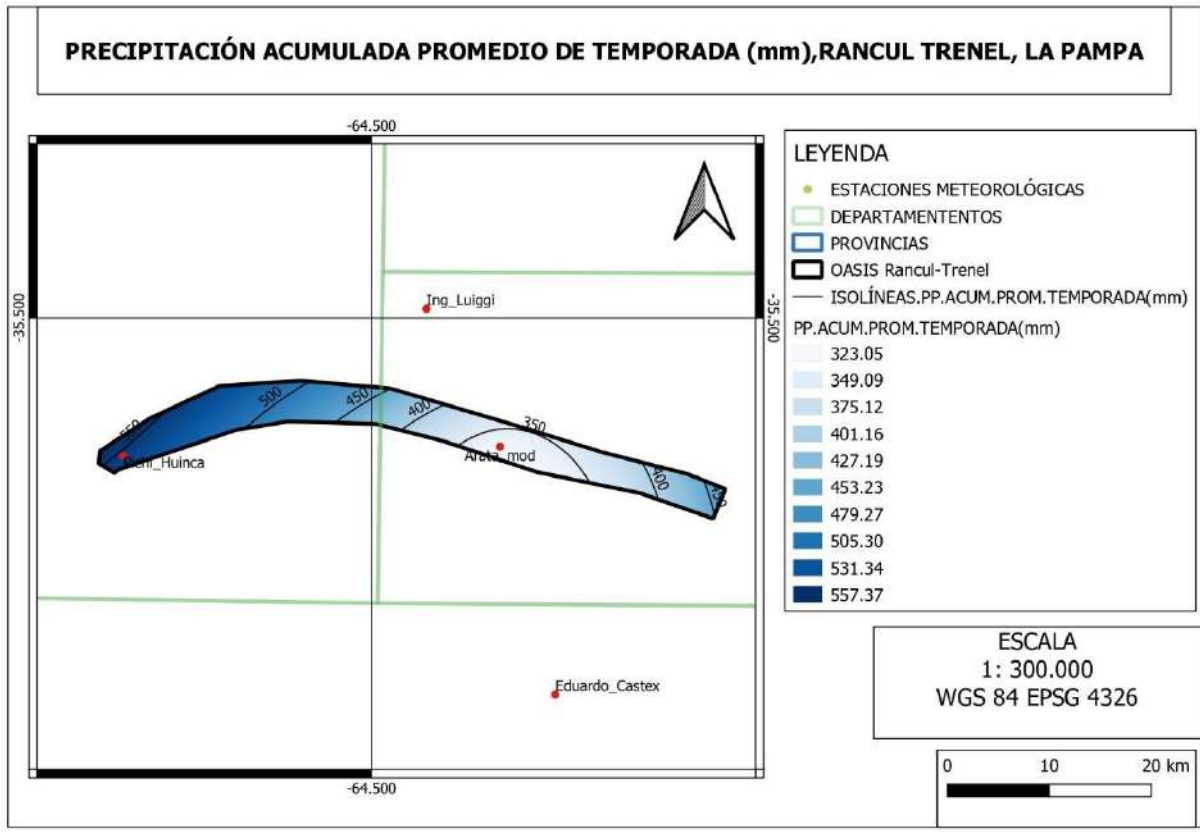 PRECIPITACIÓN ACUMULADA PROMEDIO DE TEMPORADA (mm),RANCUL TRENEL, LA PAMPA
-64.500
-35.500
-35.500
Ing_Luiggi
550
500
450
400
350
400
450
Pichi_Huinca
Arata_mod
Eduardo_Castex
-64.500
LEYENDA
ESTACIONES METEOROLÓGICAS
DEPARTAMENTENTOS
PROVINCIAS
OASIS Rancul-Trenel
ISOLÍNEAS.PP.ACUM.PROM.TEMPORADA(mm)
PP.ACUM.PROM.TEMPORADA(mm)
323.05
349.09
375.12
401.16
427.19
453.23
479.27
505.30
531.34
557.37
ESCALA
1: 300.000
WGS 84 EPSG 4326
0 10 20 km